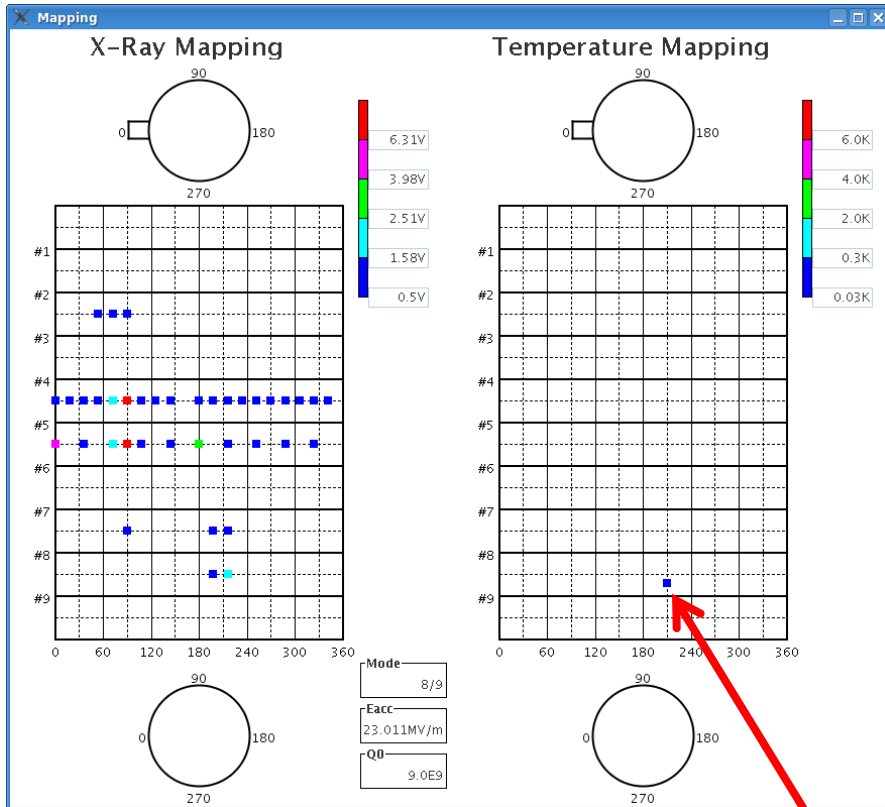 Mapping
X-Ray Mapping
90
0
180
270
6.31V
3.98V
2.51V
1.58V
0.5V
#1
#2
#3
#4
#5
#6
#7
#8
#9
0 60 120 180 240 300 360
90
0
180
270
Mode
8/9
Eacc
23.011MV/m
Q0
9.0E9
Temperature Mapping
90
0
180
270
6.0K
4.0K
2.0K
0.3K
0.03K
#1
#2
#3
#4
#5
#6
#7
#8
#9
0 60 120 180 240 300 360
90
0
180
270